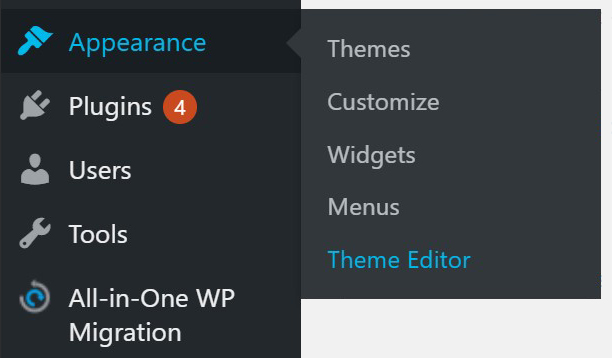 Appearance
Plugins 4
Users
Tools
All-in-One WP
Migration
Themes
Customize
Widgets
Menus
Theme Editor